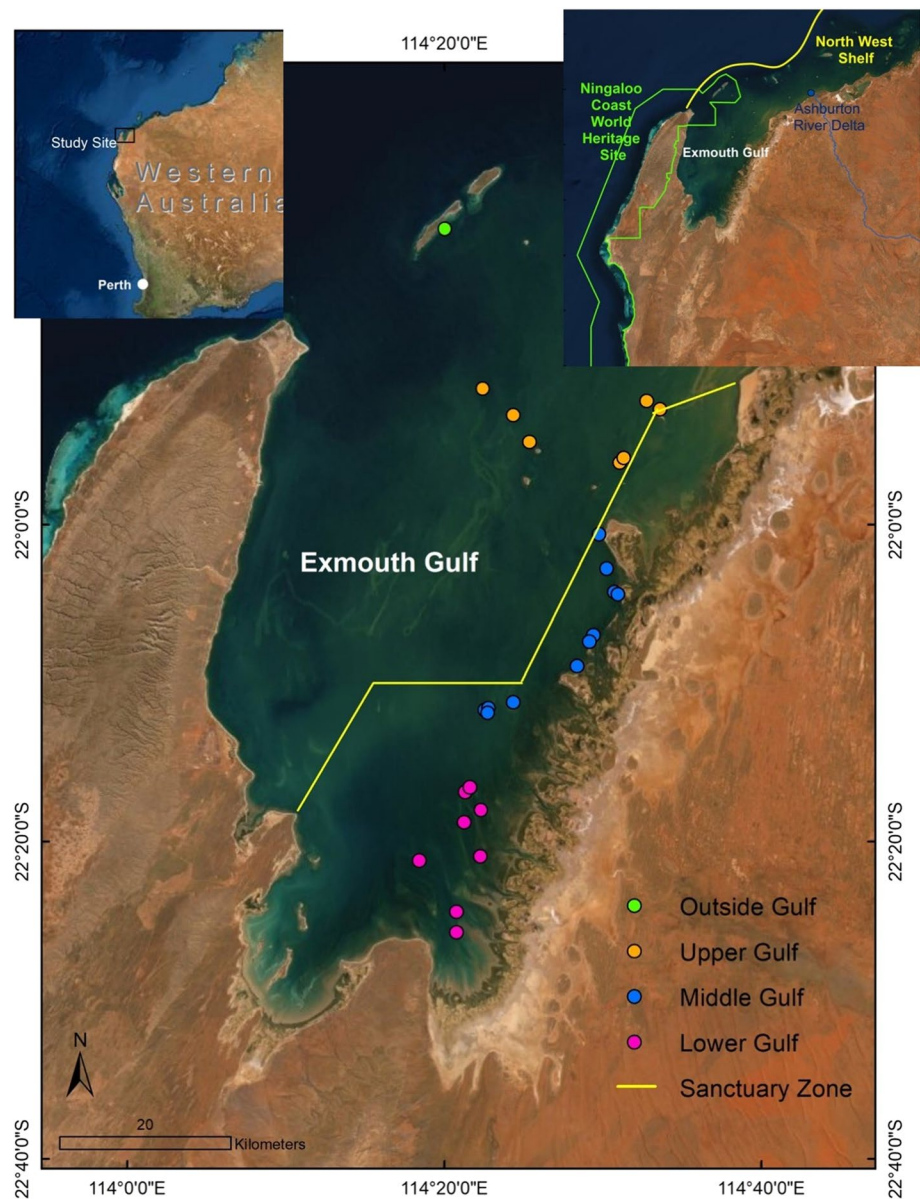 114°20'0"E
Study Site
Western
Australia
Perth
North West
Shelf
Ningaloo
Coast
World
Heritage
Site
Ashburton
River Delta
Exmouth Gulf
22°0'0"S
22°0'0"S
Exmouth Gulf
22°20'0"S
22°20'0"S
Outside Gulf
Upper Gulf
Middle Gulf
Lower Gulf
Sanctuary Zone
N
20
Kilometers
22°40'0"S
22°40'0"S
114°0'0"E
114°20'0"E
114°40'0"E